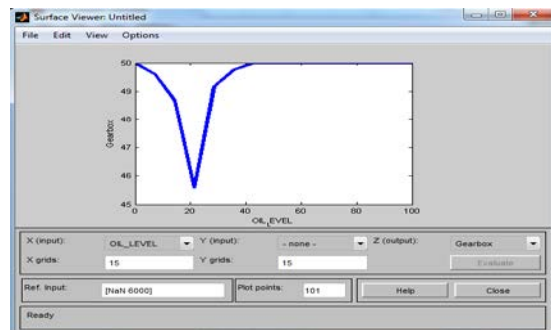 Surface Viewer: Untitled
File Edit View Options
50
49
48
47
46
45
Gearbox
0 20 40 60 80 100
OIL_LEVEL
X (input): OIL_LEVEL Y (input): - none - Z (output): Gearbox
X grids: 15 Y grids: 15 Evaluate
Ref. Input: [NaN 6000] Plot points: 101 Help Close
Ready